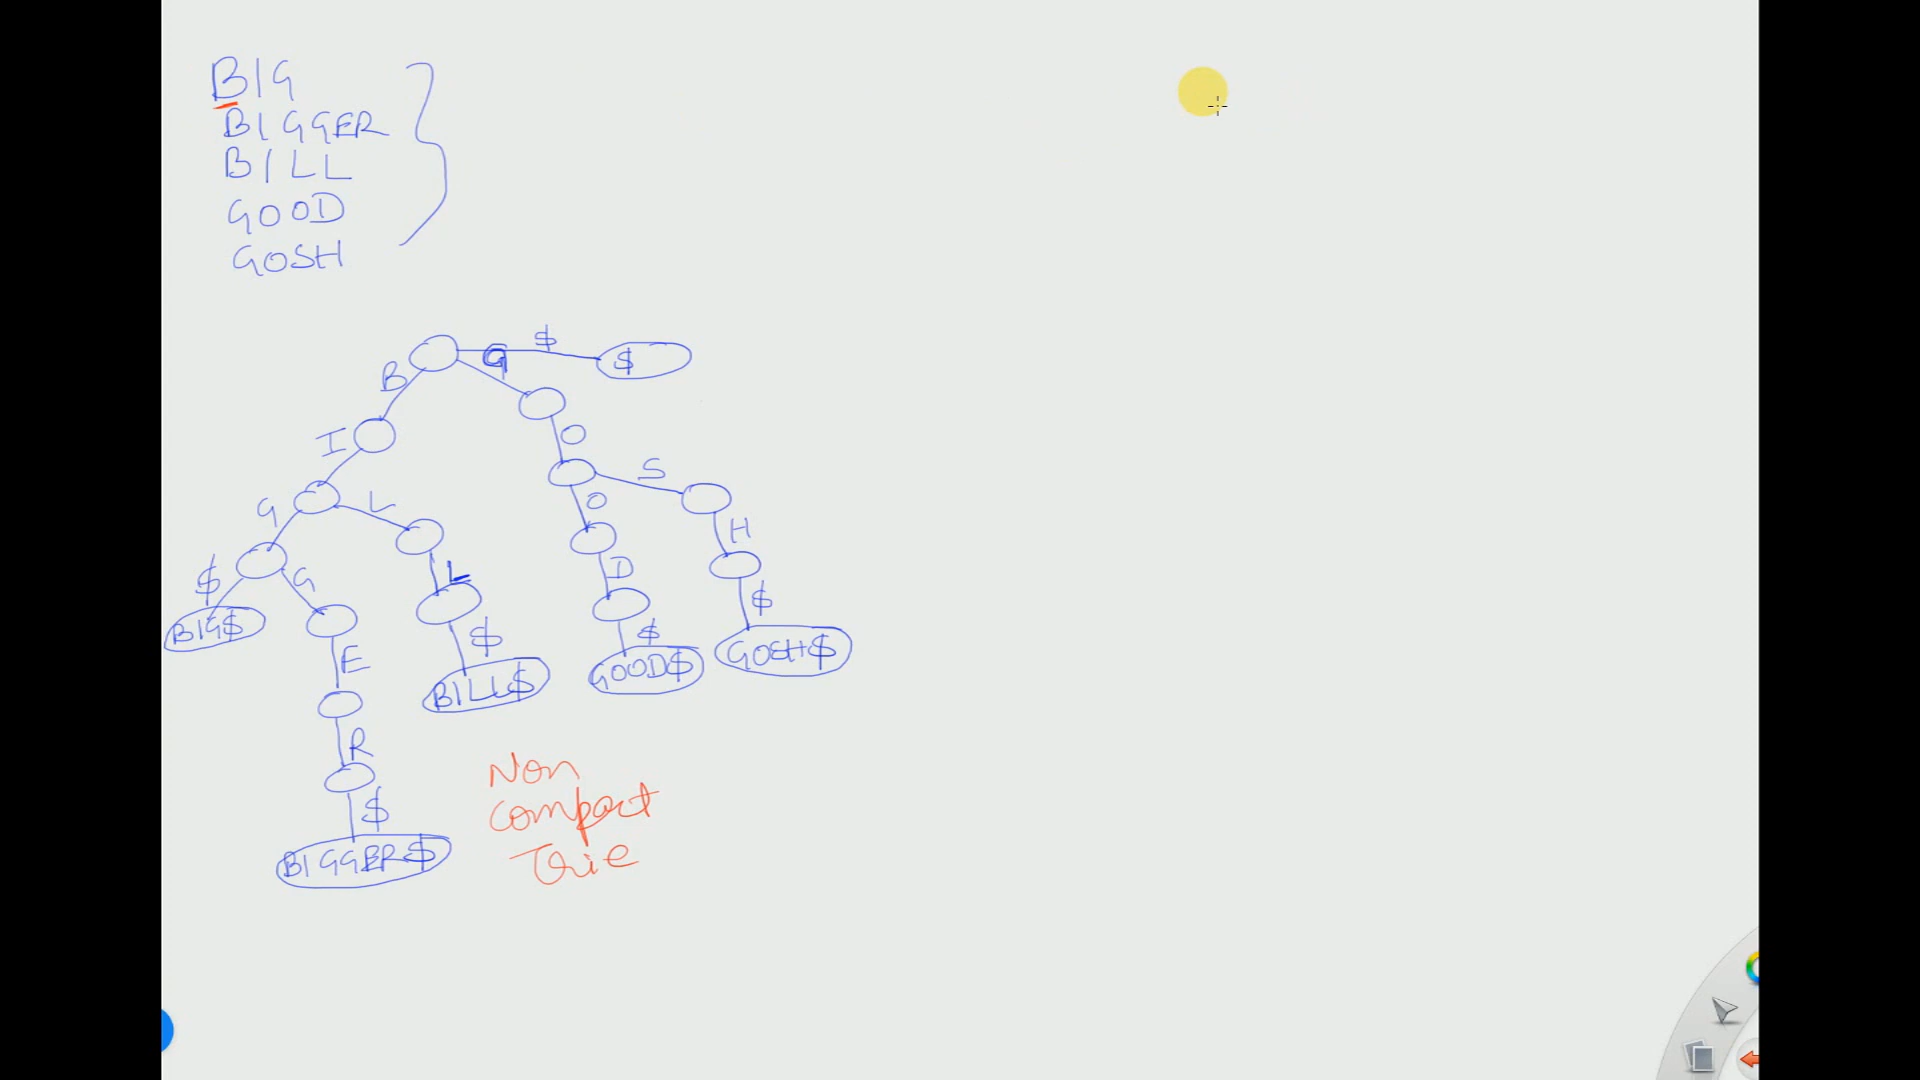 BIG
BIGGER
BILL
GOOD
GOSH
$
G
$
B
I
O
S
G
L
O
H
$
G
L
D
$
BIG$
E
$
$
GOOD$
GOSH$
BILL$
R
$
BIGGER$
Non
compact
Trie